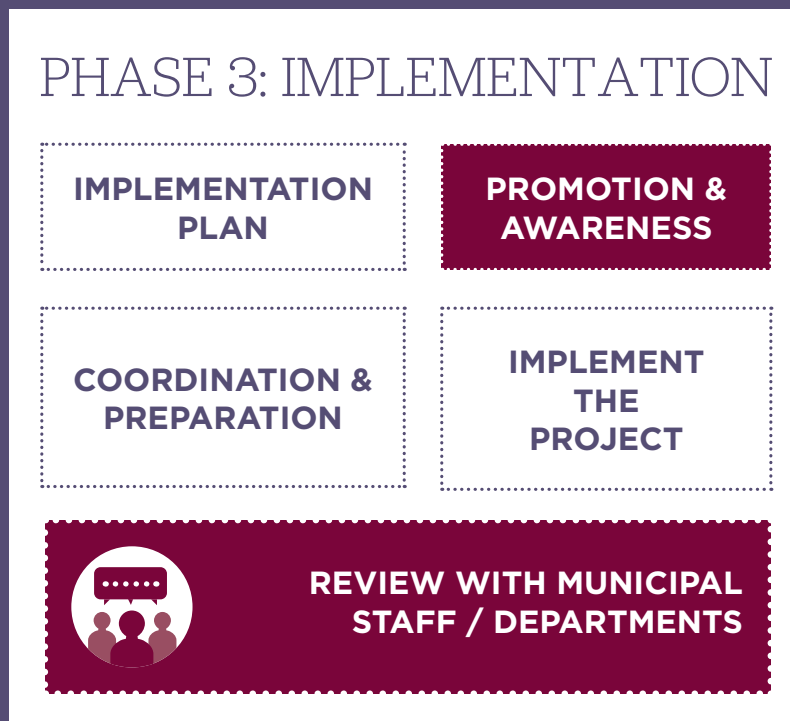 PHASE 3: IMPLEMENTATION
IMPLEMENTATION
PLAN
PROMOTION &
AWARENESS
COORDINATION &
PREPARATION
IMPLEMENT
THE
PROJECT
REVIEW WITH MUNICIPAL
STAFF / DEPARTMENTS